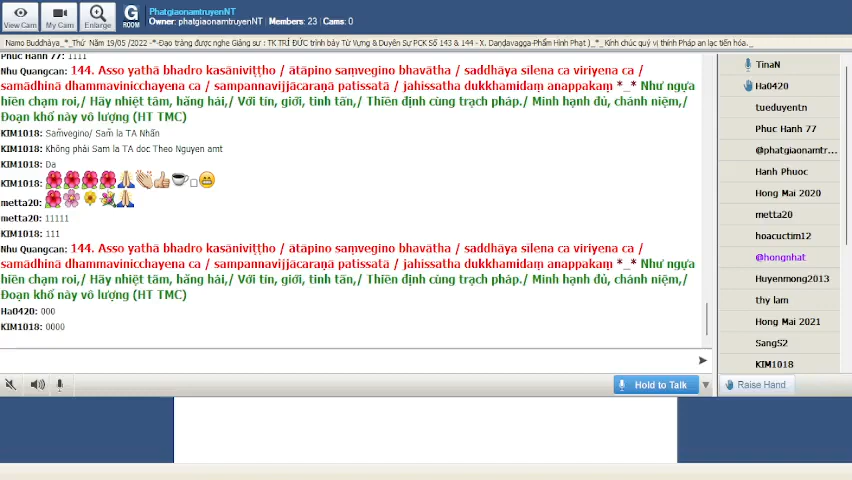 View Cam
My Cam
Enlarge
G
ROOM
PhatgiaonamtruyenNT
Owner: phatgiaonamtruyenNT | Members: 23 | Cams: 0
Namo Buddhàya_*_Thứ Năm 19/05 /2022 -*-Đạo tràng được nghe Giảng sư : TK TRÍ ĐỨC trình bày Từ Vựng & Duyên Sự PCK Số 143 & 144 - X. Daṇḍavagga-Phẩm Hình Phạt )_*_ Kính chúc quý vị thính Pháp an lạc tiến hóa._
Phuc Hanh 77: 1111
Nhu Quangcan: 144. Asso yathā bhadro kasāniviṭṭho / ātāpino saṃvegino bhavātha / saddhāya sīlena ca vīriyena ca /
samādhinā dhammavinicchayena ca / sampannavijjācaraṇā patissatā / jahissatha dukkhamidaṃ anappakaṃ *_* Như ngựa
hiền chạm roi,/ Hãy nhiệt tâm, hăng hái,/ Với tín, giới, tinh tấn,/ Thiền định cùng trạch pháp./ Minh hạnh đủ, chánh niệm,/
Đoạn khổ này vô lượng (HT TMC)
KIM1018: Saṁvegino/ Saṁ la TA Nhấn
KIM1018: Không phải Sam la TA doc Theo Nguyen amt
KIM1018: Da
KIM1018:
metta20:
metta20: 11111
KIM1018: 111
Nhu Quangcan: 144. Asso yathā bhadro kasāniviṭṭho / ātāpino saṃvegino bhavātha / saddhāya sīlena ca vīriyena ca /
samādhinā dhammavinicchayena ca / sampannavijjācaraṇā patissatā / jahissatha dukkhamidaṃ anappakaṃ *_* Như ngựa
hiền chạm roi,/ Hãy nhiệt tâm, hăng hái,/ Với tín, giới, tinh tấn,/ Thiền định cùng trạch pháp./ Minh hạnh đủ, chánh niệm,/
Đoạn khổ này vô lượng (HT TMC)
Ha0420: 000
KIM1018: 0000
Hold to Talk
TinaN
Ha0420
tueduyentn
Phuc Hanh 77
@phatgiaonamtr...
Hanh Phuoc
Hong Mai 2020
metta20
hoacuctim12
@hongnhat
Huyenmong2013
thy lam
Hong Mai 2021
SangS2
KIM1018
Raise Hand